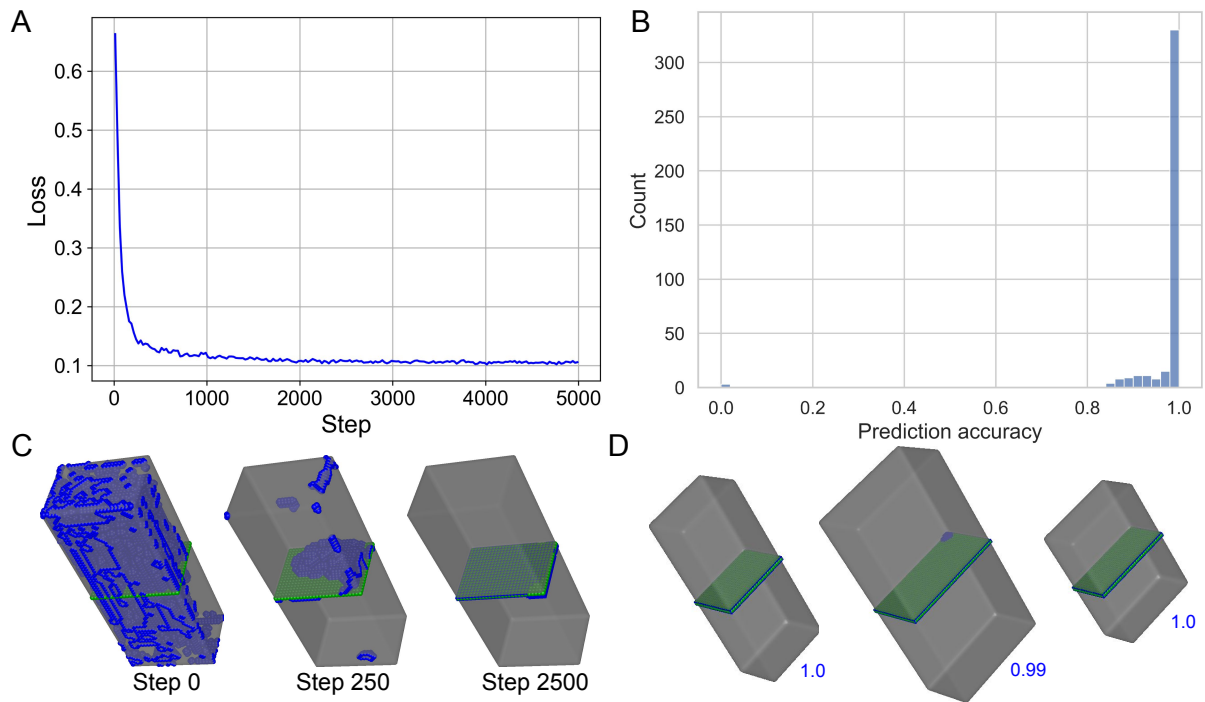 A
Loss
0.6
0.5
0.4
0.3
0.2
0.1
0 1000 2000 3000 4000 5000
Step
B
Count
300
250
200
150
100
50
0
0.0 0.2 0.4 0.6 0.8 1.0
Prediction accuracy
C
Step 0 Step 250 Step 2500
D
1.0 0.99 1.0